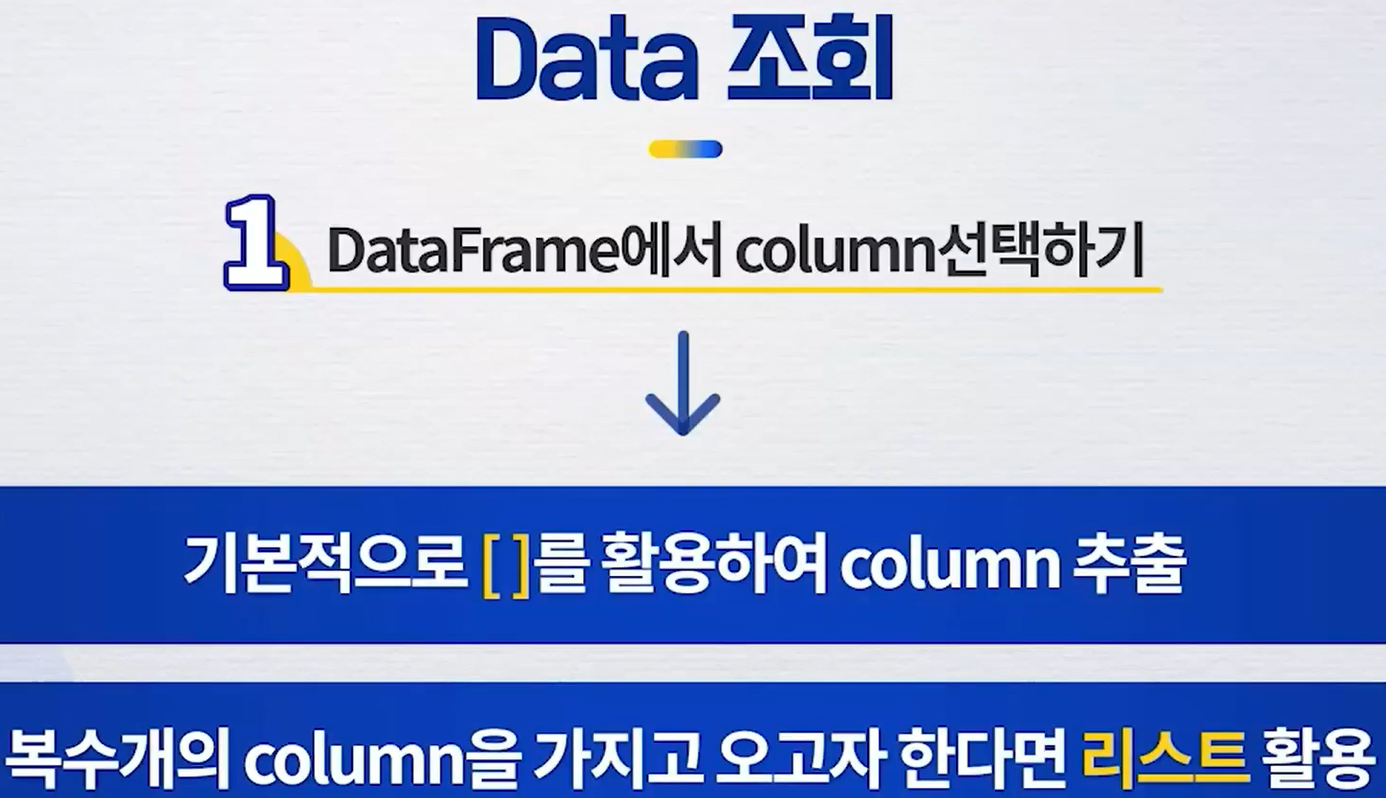 Data 조회
1 DataFrame에서 column선택하기
기본적으로 [ ]를 활용하여 column 추출
복수개의 column을 가지고 오고자 한다면 리스트 활용